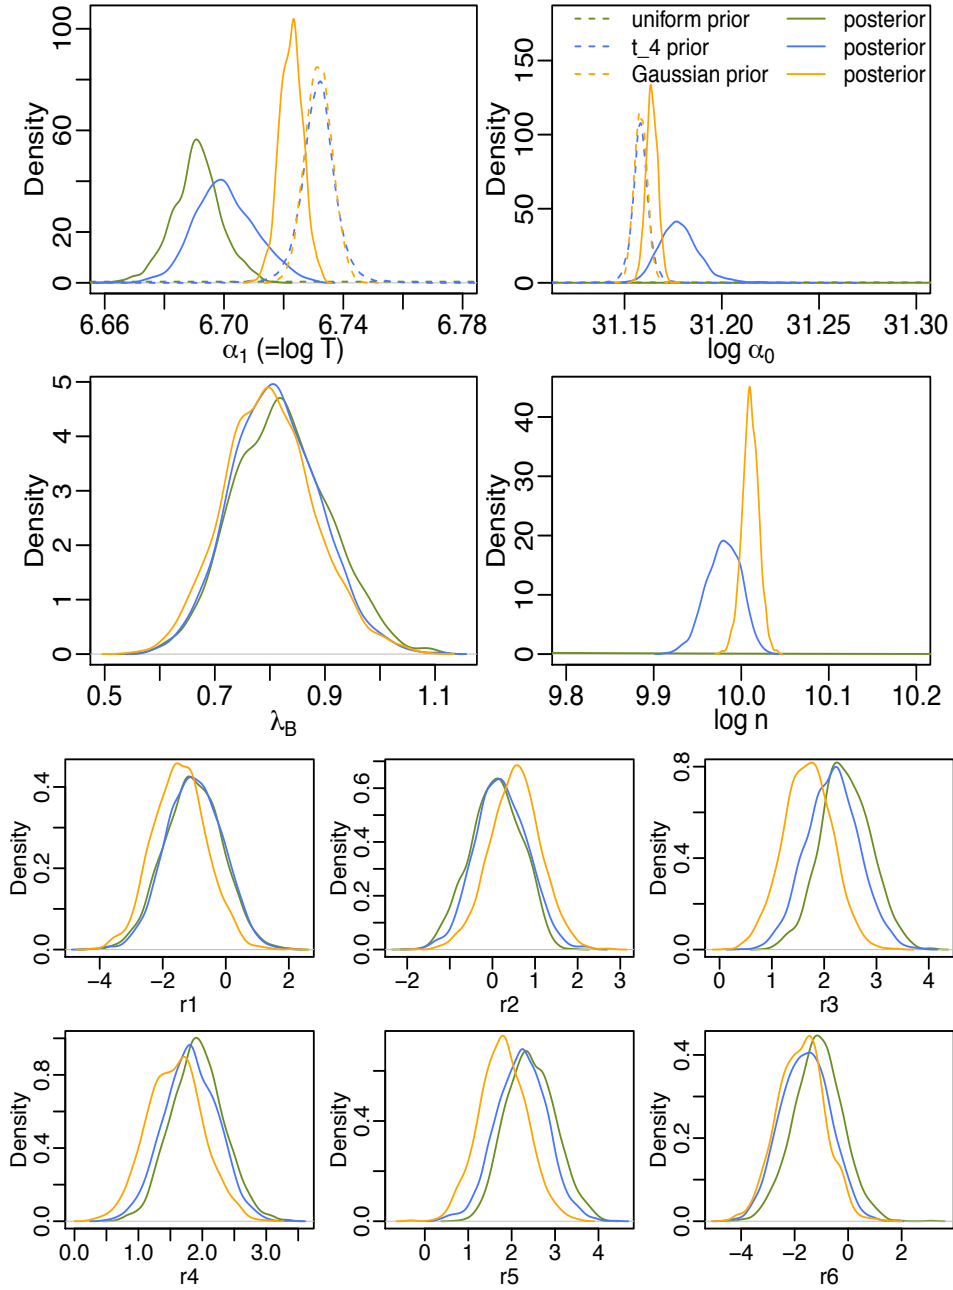 uniform prior posterior
t_4 prior posterior
Gaussian prior posterior
Density
0 20 60 100
6.66 6.70 6.74 6.78
α1 (=log T)
Density
0 50 100 150
31.15 31.20 31.25 31.30
log α0
Density
0 1 2 3 4 5
0.5 0.7 0.9 1.1
λB
Density
0 10 20 30 40
9.8 9.9 10.0 10.1 10.2
log n
Density
0.0 0.2 0.4
−4 −2 0 2
r1
Density
0.0 0.2 0.4 0.6
−2 0 1 2 3
r2
Density
0.0 0.4 0.8
0 1 2 3 4
r3
Density
0.0 0.4 0.8
0.0 1.0 2.0 3.0
r4
Density
0.0 0.4
0 1 2 3 4
r5
Density
0.0 0.2 0.4
−4 −2 0 2
r6